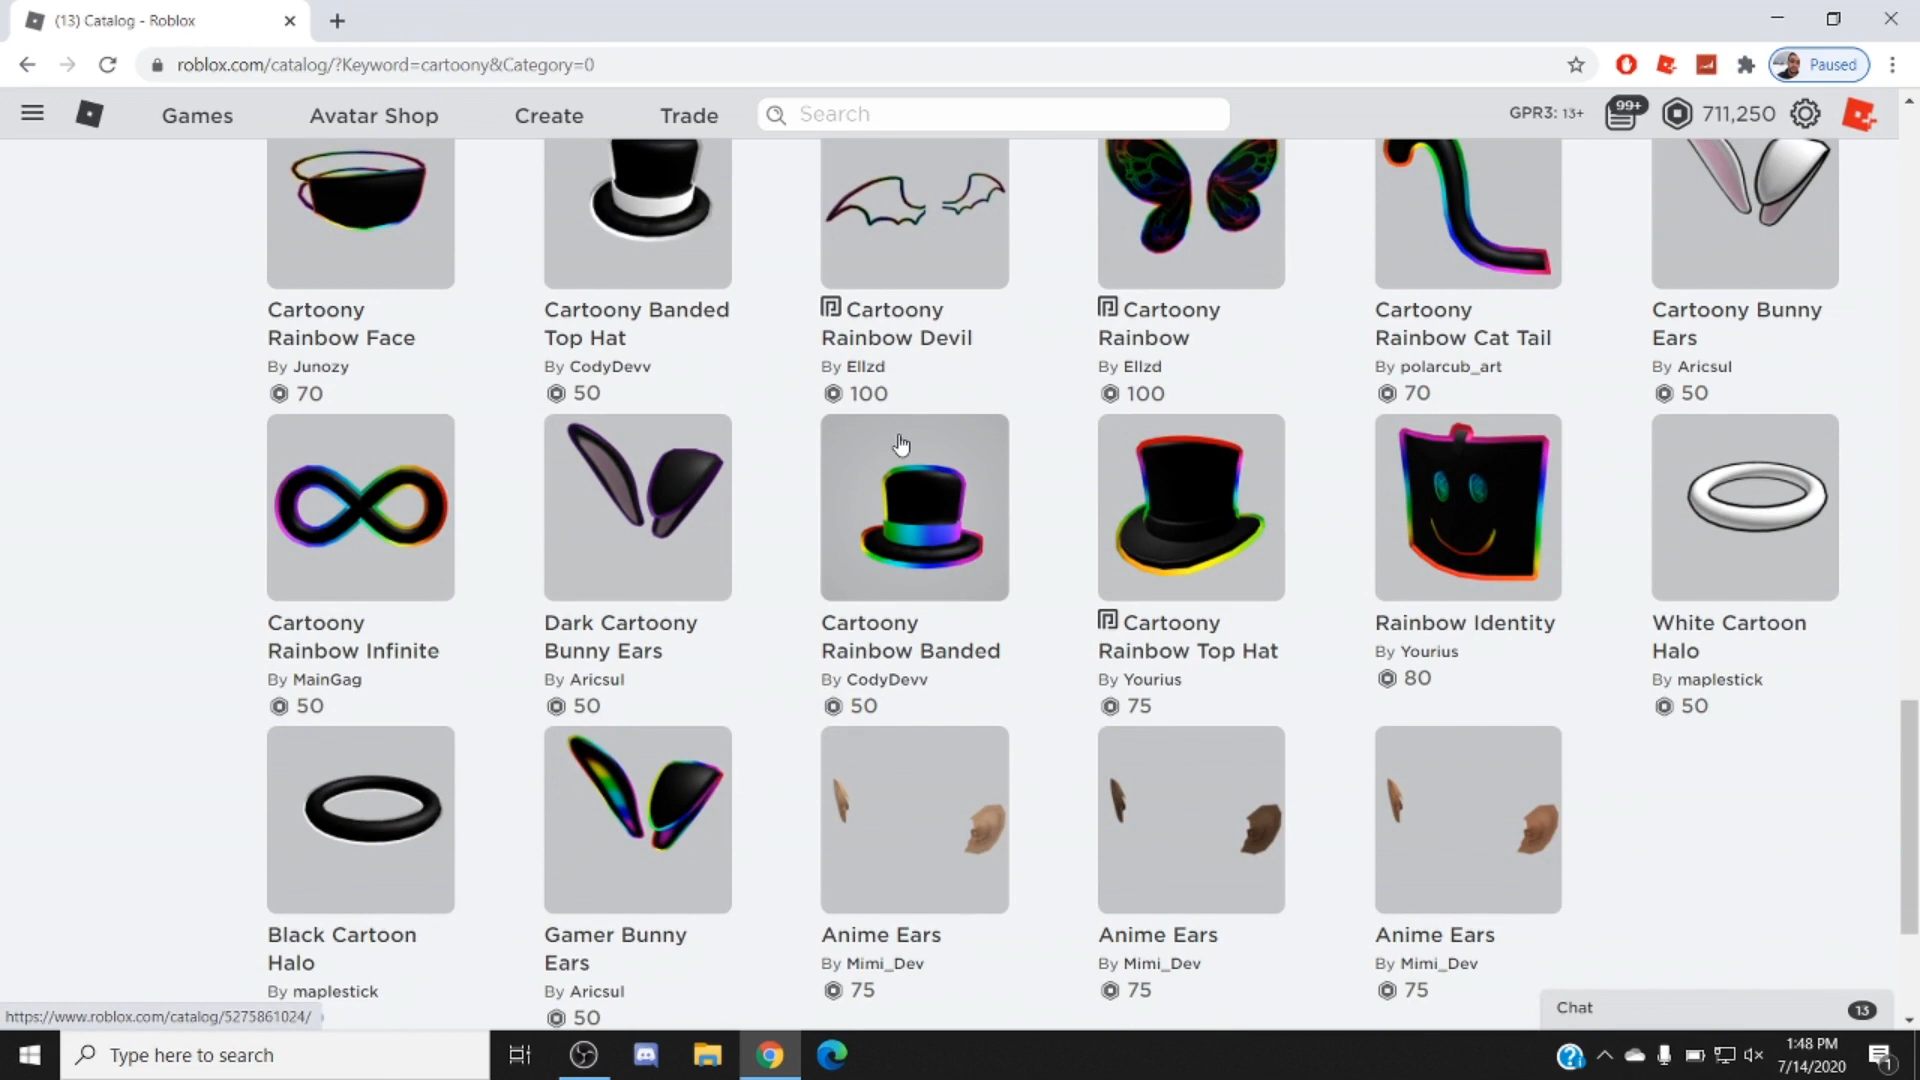 (13) Catalog - Roblox
roblox.com/catalog/?Keyword=cartoony&Category=0
Paused
Games
Avatar Shop
Create
Trade
Search
GPR3: 13+
99+
711,250
Cartoony
Rainbow Face
By Junozy
70
Cartoony Banded
Top Hat
By CodyDevv
50
Cartoony
Rainbow Devil
By Ellzd
100
Cartoony
Rainbow
By Ellzd
100
Cartoony
Rainbow Cat Tail
By polarcub_art
70
Cartoony Bunny
Ears
By Aricsul
50
Cartoony
Rainbow Infinite
By MainGag
50
Dark Cartoony
Bunny Ears
By Aricsul
50
Cartoony
Rainbow Banded
By CodyDevv
50
Cartoony
Rainbow Top Hat
By Yourius
75
Rainbow Identity
By Yourius
80
White Cartoon
Halo
By maplestick
50
Black Cartoon
Halo
By maplestick
Gamer Bunny
Ears
By Aricsul
50
Anime Ears
By Mimi_Dev
75
Anime Ears
By Mimi_Dev
75
Anime Ears
By Mimi_Dev
75
Chat
13
https://www.roblox.com/catalog/5275861024/
Type here to search
1:48 PM
7/14/2020
1